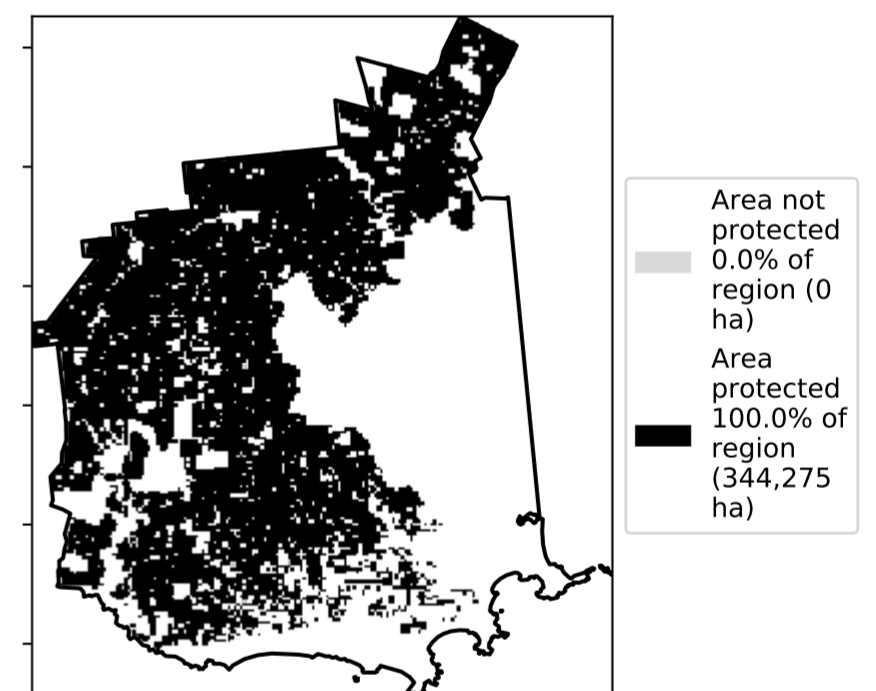 Area not
protected
0.0% of
region (0
ha)
Area
protected
100.0% of
region
(344,275
ha)